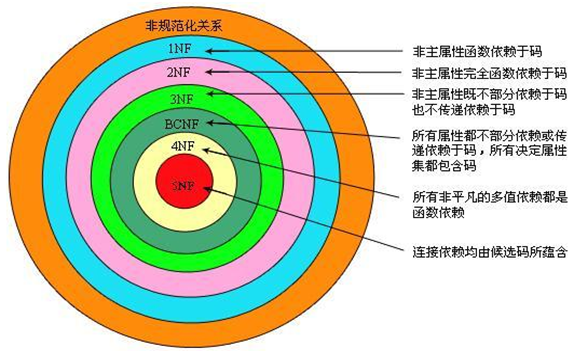 非规范化关系
1NF
非主属性函数依赖于码
2NF
非主属性完全函数依赖于码
3NF
非主属性既不部分依赖于码
也不传递依赖于码
BCNF
所有属性都不部分依赖或传
递依赖于码，所有决定属性
集都包含码
4NF
所有非平凡的多值依赖都是
函数依赖
5NF
连接依赖均由候选码所蕴含